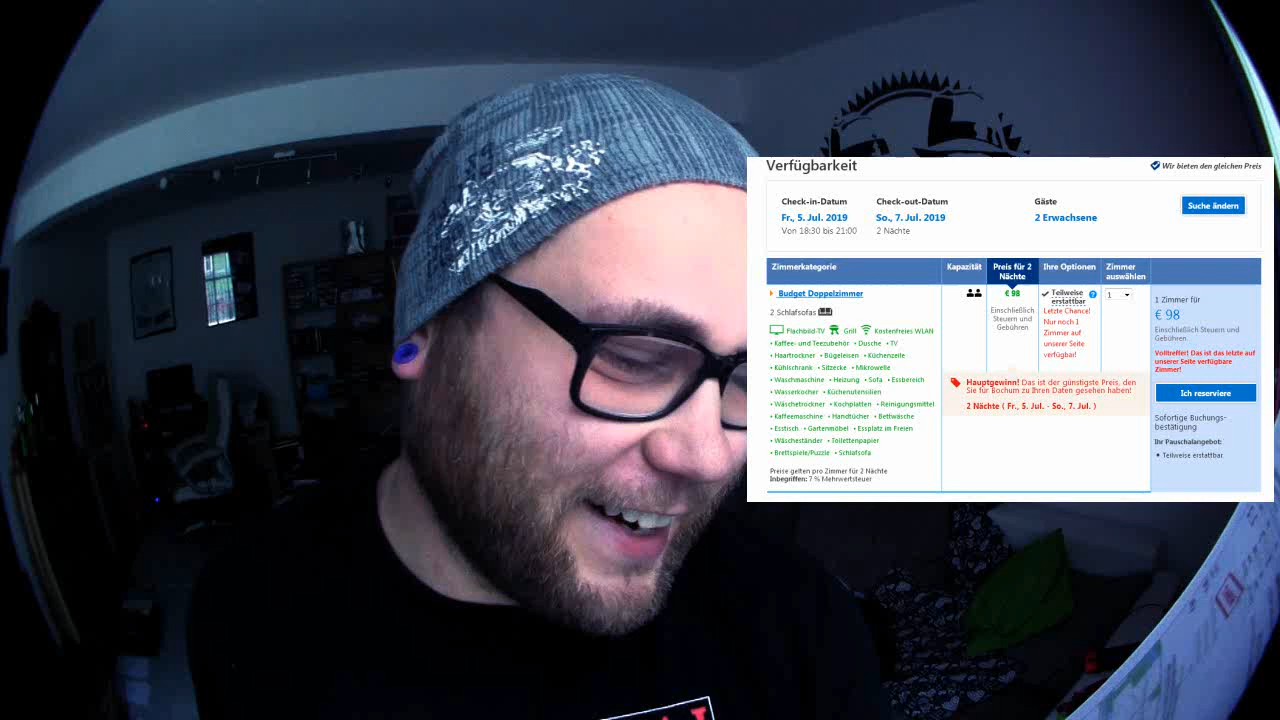 Verfügbarkeit
Wir bieten den gleichen Preis
Check-in-Datum Check-out-Datum Gäste
Suche ändern
Fr., 5. Jul. 2019 So., 7. Jul. 2019 2 Erwachsene
Von 18:30 bis 21:00 2 Nächte
Zimmerkategorie
Kapazität
Preis für 2
Nächte
Ihre Optionen
Zimmer
auswählen
Budget Doppelzimmer
2 Schlafsofas
Flachbild-TV Grill Kostenfreies WLAN
• Kaffee- und Teezubehör • Dusche • TV
• Haartrockner • Bügeleisen • Küchenzeile
• Kühlschrank • Sitzecke • Mikrowelle
• Waschmaschine • Heizung • Sofa • Essbereich
• Wasserkocher • Küchenutensilien
• Wäschetrockner • Kochplatten • Reinigungsmittel
• Kaffeemaschine • Handtücher • Bettwäsche
• Esstisch • Gartenmöbel • Essplatz im Freien
• Wäscheständer • Toilettenpapier
• Brettspiele/Puzzle • Schlafsofa
Preise gelten pro Zimmer für 2 Nächte
Inbegriffen: 7 % Mehrwertsteuer
€ 98
Einschließlich
Steuern und
Gebühren
Teilweise
erstattbar
?
Letzte Chance!
Nur noch 1
Zimmer auf
unserer Seite
verfügbar!
1
Hauptgewinn! Das ist der günstigste Preis, den
Sie für Bochum zu Ihren Daten gesehen haben!
2 Nächte ( Fr., 5. Jul. - So., 7. Jul. )
1 Zimmer für
€ 98
Einschließlich Steuern und
Gebühren
Volltreffer! Das ist das letzte auf
unserer Seite verfügbare
Zimmer!
Ich reserviere
Sofortige Buchungs-
bestätigung
Ihr Pauschalangebot:
• Teilweise erstattbar